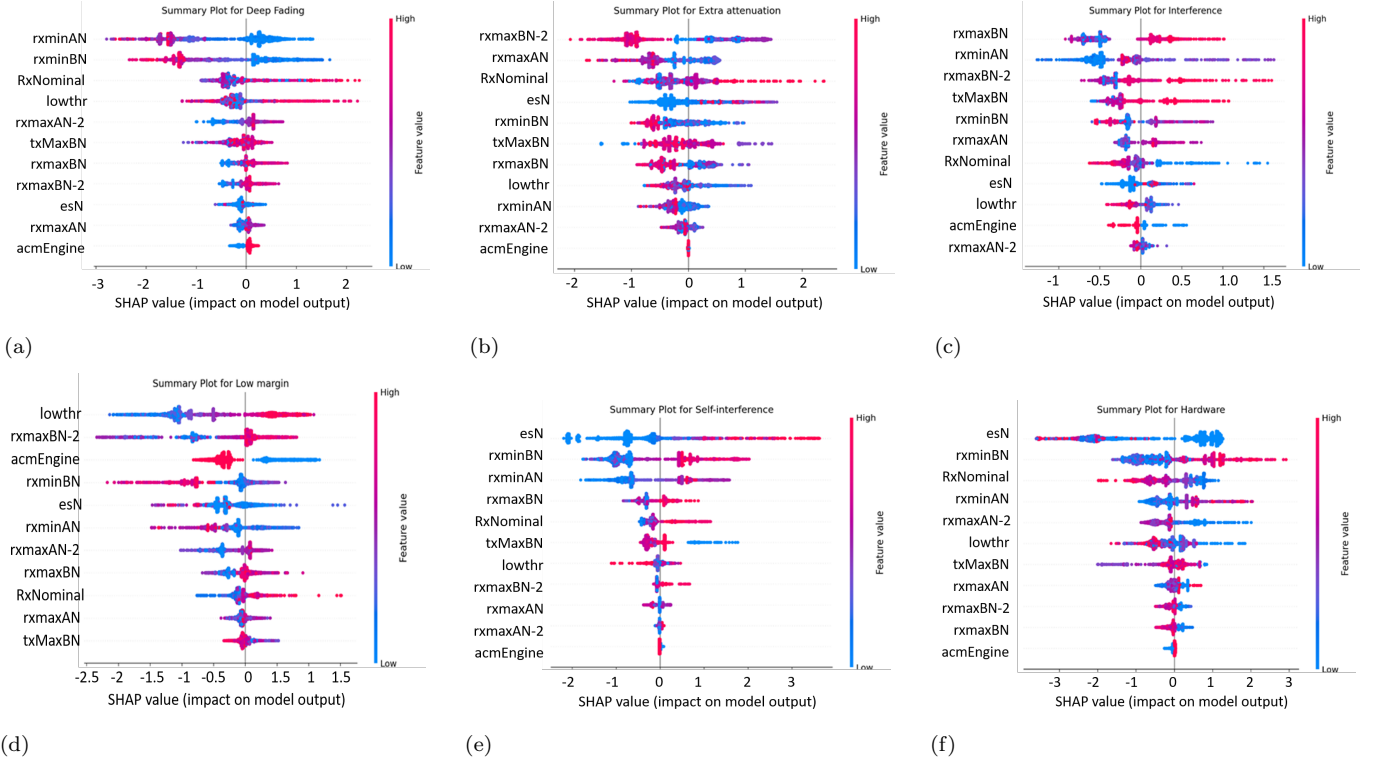 Summary Plot for Deep Fading
High
rxminAN
rxminBN
RxNominal
lowthr
rxmaxAN-2
txMaxBN
rxmaxBN
rxmaxBN-2
esN
rxmaxAN
acmEngine
Feature value
Low
-3 -2 -1 0 1 2
SHAP value (impact on model output)
(a)
Summary Plot for Extra attenuation
High
rxmaxBN-2
rxmaxAN
RxNominal
esN
rxminBN
txMaxBN
rxmaxBN
lowthr
rxminAN
rxmaxAN-2
acmEngine
Feature value
Low
-2 -1 0 1 2
SHAP value (impact on model output)
(b)
Summary Plot for Interference
High
rxmaxBN
rxminAN
rxmaxBN-2
txMaxBN
rxminBN
rxmaxAN
RxNominal
esN
lowthr
acmEngine
rxmaxAN-2
Feature value
Low
-1 -0.5 0 0.5 1.0 1.5
SHAP value (impact on model output)
(c)
Summary Plot for Low margin
High
lowthr
rxmaxBN-2
acmEngine
rxminBN
esN
rxminAN
rxmaxAN-2
rxmaxBN
RxNominal
rxmaxAN
txMaxBN
Feature value
Low
-2.5 -2 -1.5 -1 -0.5 0 1.5 1 1.5
SHAP value (impact on model output)
(d)
Summary Plot for Self-interference
High
esN
rxminBN
rxminAN
rxmaxBN
RxNominal
txMaxBN
lowthr
rxmaxBN-2
rxmaxAN
rxmaxAN-2
acmEngine
Feature value
Low
-2 -1 0 1 2 3
SHAP value (impact on model output)
(e)
Summary Plot for Hardware
High
esN
rxminBN
RxNominal
rxminAN
rxmaxAN-2
lowthr
txMaxBN
rxmaxAN
rxmaxBN-2
rxmaxBN
acmEngine
Feature value
Low
-3 -2 -1 0 1 2 3
SHAP value (impact on model output)
(f)